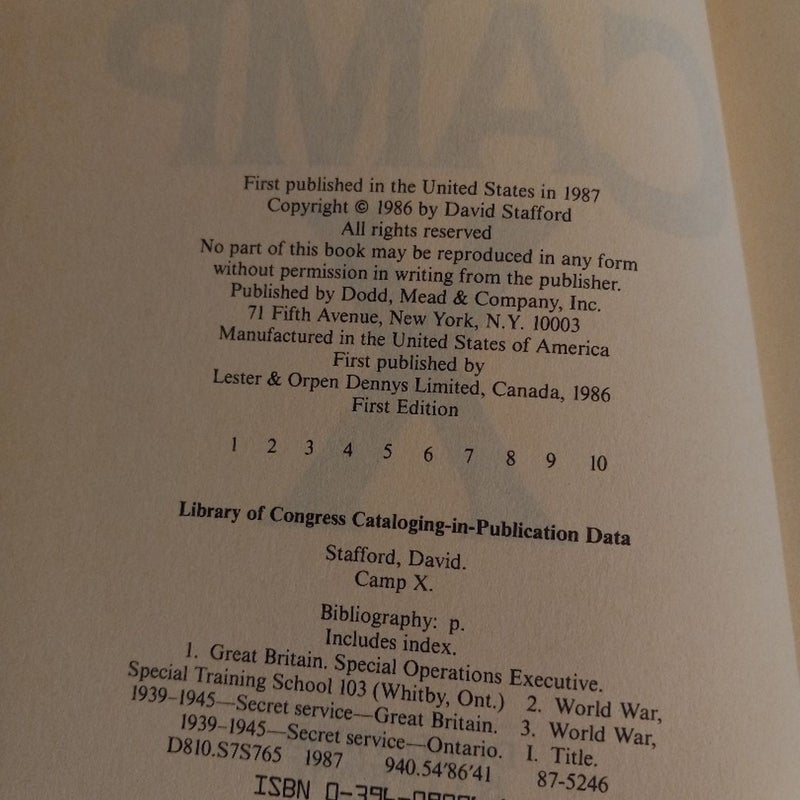 CAMP
X
First published in the United States in 1987
Copyright © 1986 by David Stafford
All rights reserved
No part of this book may be reproduced in any form
without permission in writing from the publisher.
Published by Dodd, Mead & Company, Inc.
71 Fifth Avenue, New York, N.Y. 10003
Manufactured in the United States of America
First published by
Lester & Orpen Dennys Limited, Canada, 1986
First Edition
1 2 3 4 5 6 7 8 9 10
Library of Congress Cataloging-in-Publication Data
Stafford, David.
Camp X.
Bibliography: p.
Includes index.
1. Great Britain. Special Operations Executive.
Special Training School 103 (Whitby, Ont.) 2. World War,
1939–1945—Secret service—Great Britain. 3. World War,
1939–1945—Secret service—Ontario. I. Title.
D810.S7S765 1987 940.54'86'41 87-5246
ISBN